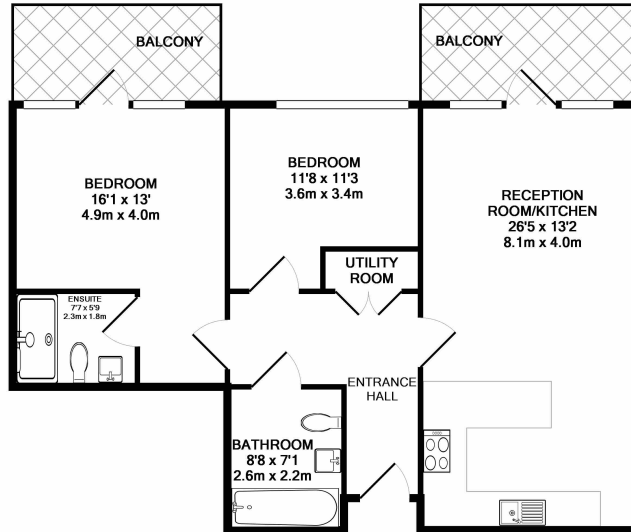 BALCONY
BALCONY
BEDROOM
16'1 x 13'
4.9m x 4.0m
BEDROOM
11'8 x 11'3
3.6m x 3.4m
RECEPTION
ROOM/KITCHEN
26'5 x 13'2
8.1m x 4.0m
UTILITY
ROOM
ENSUITE
7'7 x 5'9
2.3m x 1.8m
ENTRANCE
HALL
BATHROOM
8'8 x 7'1
2.6m x 2.2m